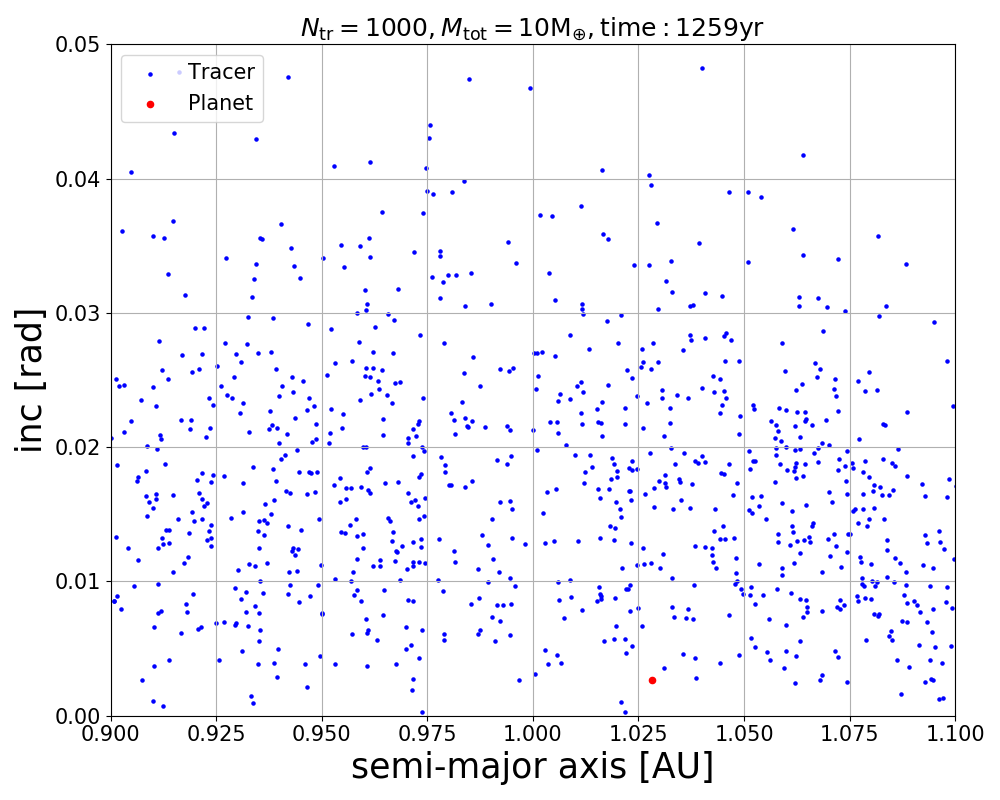 N_tr = 1000, M_tot = 10M_⊕, time : 1259yr
Tracer
Planet
inc [rad]
0.05
0.04
0.03
0.02
0.01
0.00
0.900 0.925 0.950 0.975 1.000 1.025 1.050 1.075 1.100
semi-major axis [AU]